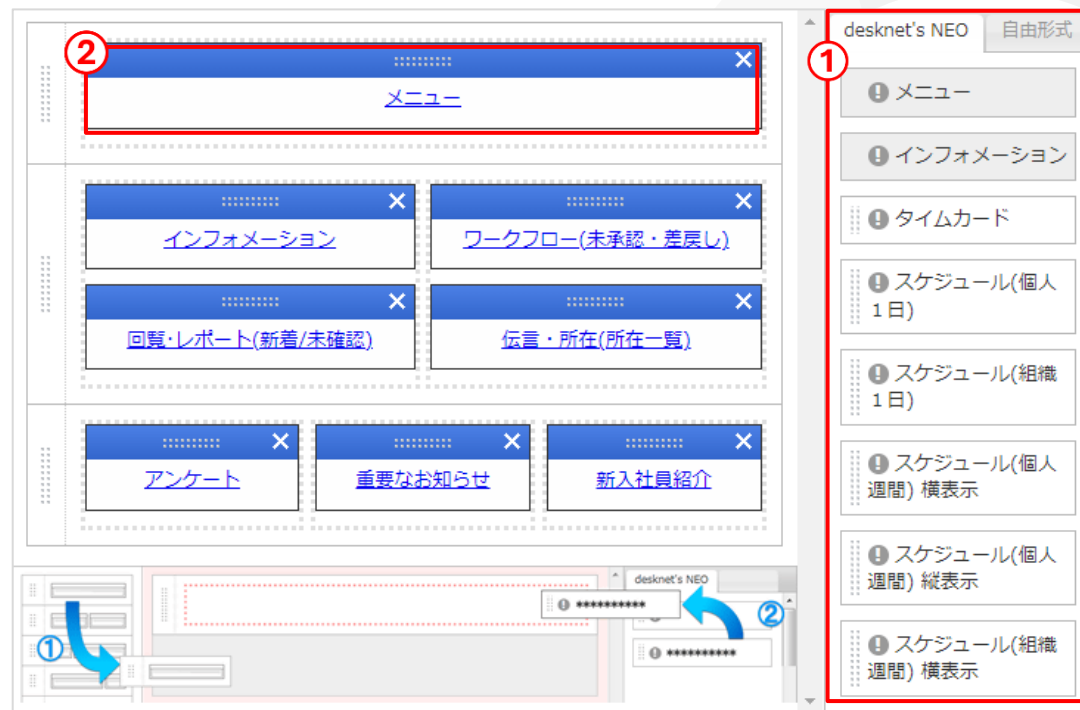 ②
メニュー
インフォメーション
ワークフロー(未承認・差戻し)
回覧・レポート(新着/未確認)
伝言・所在(所在一覧)
アンケート
重要なお知らせ
新入社員紹介
①
desknet's NEO
**********
②
**********
①
desknet's NEO
自由形式
メニュー
インフォメーション
タイムカード
スケジュール(個人
1日)
スケジュール(組織
1日)
スケジュール(個人
週間) 横表示
スケジュール(個人
週間) 縦表示
スケジュール(組織
週間) 横表示